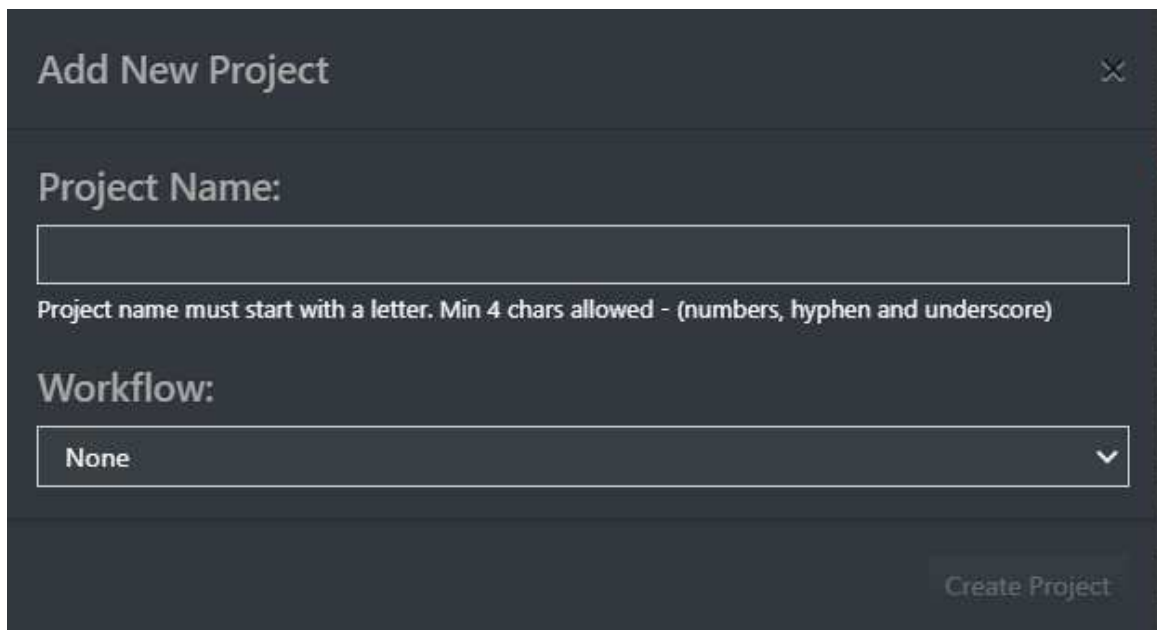 Add New Project
Project Name:
Project name must start with a letter. Min 4 chars allowed - (numbers, hyphen and underscore)
Workflow:
None
Create Project